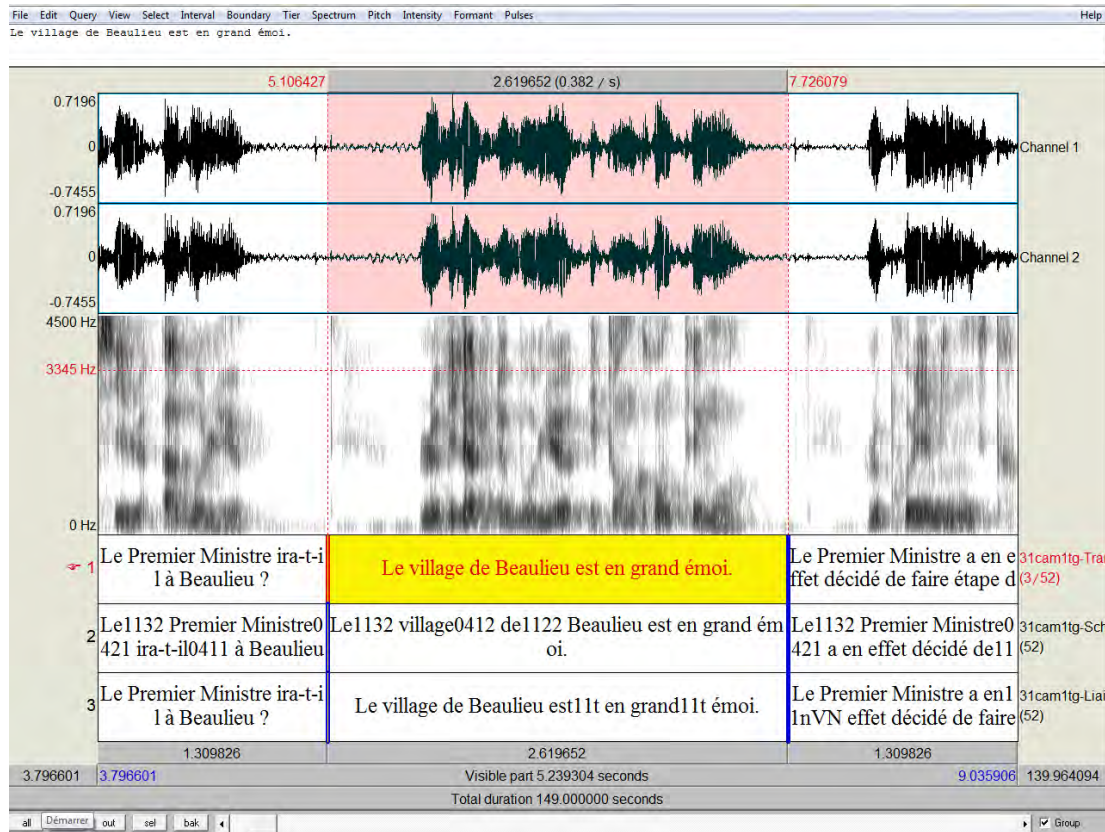 File Edit Query View Select Interval Boundary Tier Spectrum Pitch Intensity Formant Pulses Help
Le village de Beaulieu est en grand émoi.
5.106427 2.619652 (0.382 / s) 7.726079
0.7196
0
-0.7455
Channel 1
0.7196
0
-0.7455
Channel 2
4500 Hz
3345 Hz
0 Hz
1
Le Premier Ministre ira-t-i
l à Beaulieu ?
Le village de Beaulieu est en grand émoi.
Le Premier Ministre a en e
ffet décidé de faire étape d
31cam1tg-Tran
(3/52)
2
Le1132 Premier Ministre0
421 ira-t-il0411 à Beaulieu
Le1132 village0412 de1122 Beaulieu est en grand ém
oi.
Le1132 Premier Ministre0
421 a en effet décidé de11
31cam1tg-Sch
(52)
3
Le Premier Ministre ira-t-i
l à Beaulieu ?
Le village de Beaulieu est11t en grand11t émoi.
Le Premier Ministre a en1
1nVN effet décidé de faire
31cam1tg-Liai
(52)
1.309826 2.619652 1.309826
3.796601 3.796601 Visible part 5.239304 seconds 9.035906 139.964094
Total duration 149.000000 seconds
all Démarrer out sel bak Group